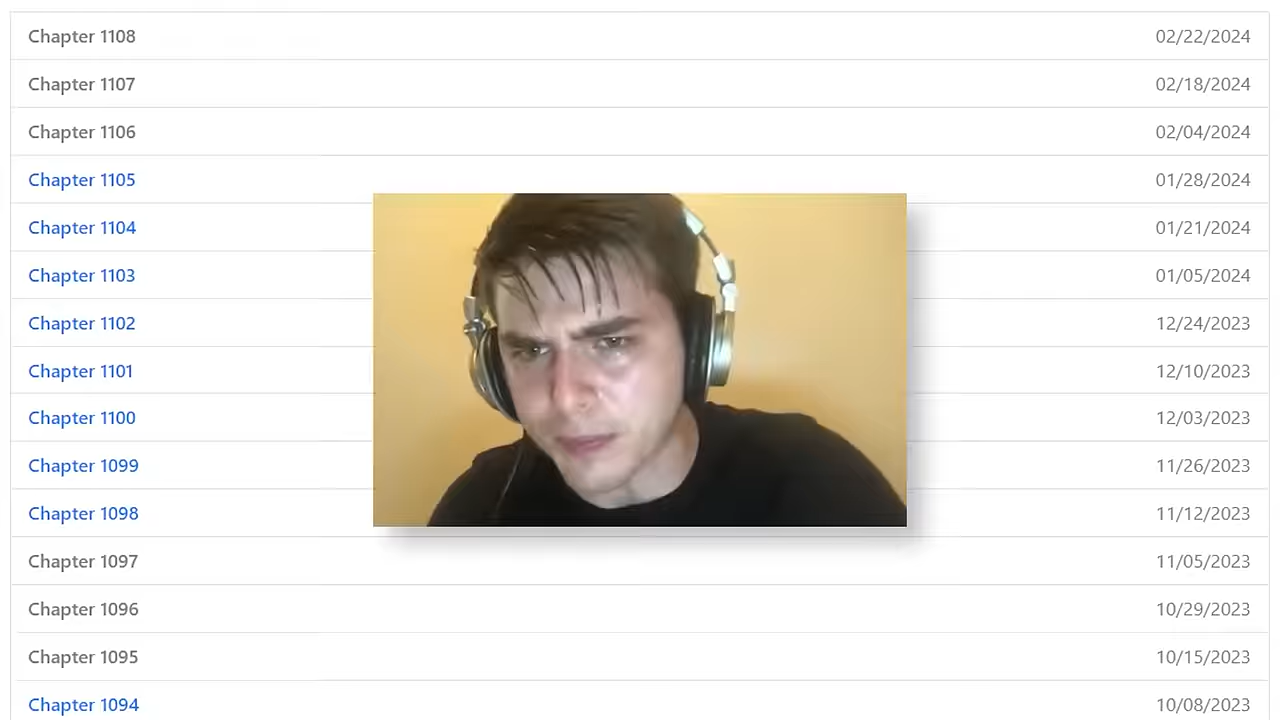 Chapter 1108 02/22/2024
Chapter 1107 02/18/2024
Chapter 1106 02/04/2024
Chapter 1105 01/28/2024
Chapter 1104 01/21/2024
Chapter 1103 01/05/2024
Chapter 1102 12/24/2023
Chapter 1101 12/10/2023
Chapter 1100 12/03/2023
Chapter 1099 11/26/2023
Chapter 1098 11/12/2023
Chapter 1097 11/05/2023
Chapter 1096 10/29/2023
Chapter 1095 10/15/2023
Chapter 1094 10/08/2023